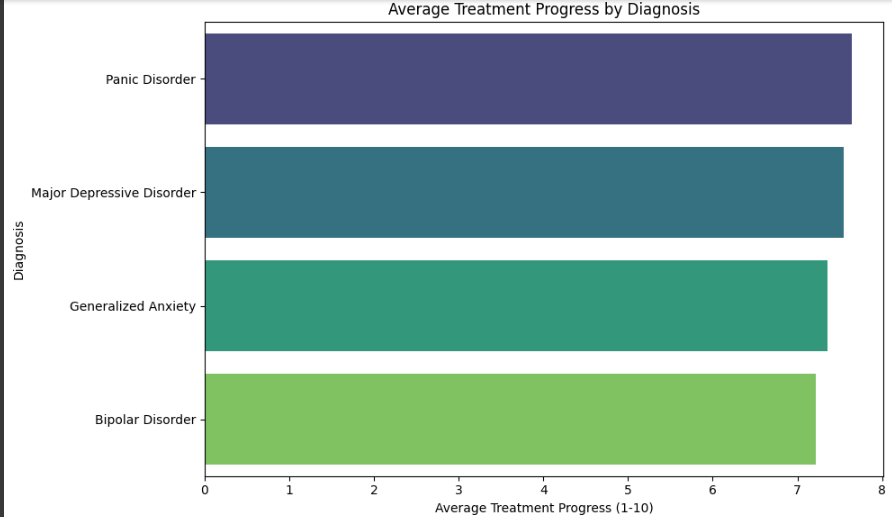 Average Treatment Progress by Diagnosis
Diagnosis
Panic Disorder
Major Depressive Disorder
Generalized Anxiety
Bipolar Disorder
0 1 2 3 4 5 6 7 8
Average Treatment Progress (1-10)